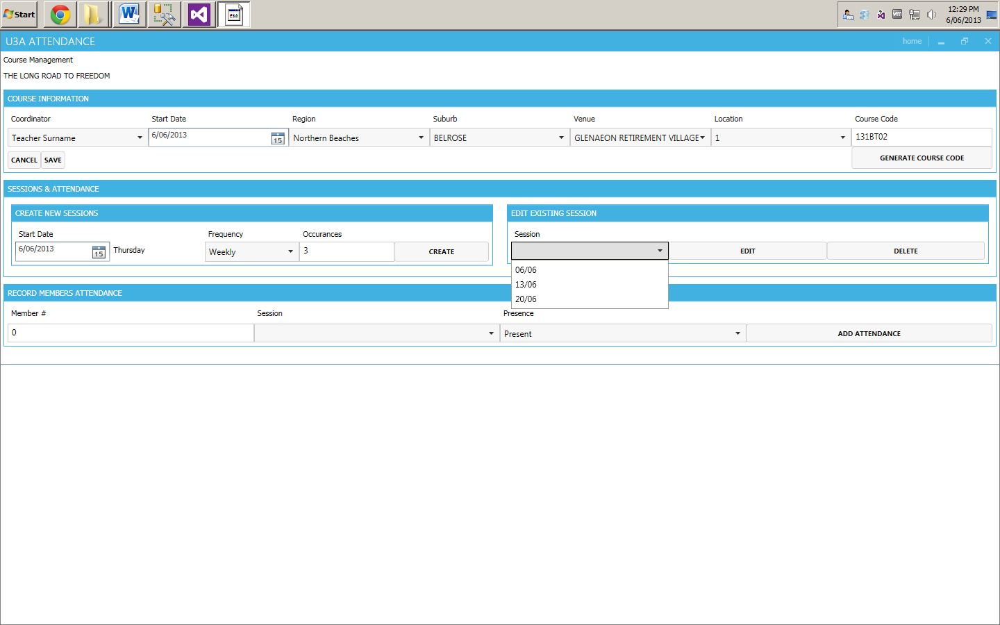 Start
12:29 PM
6/06/2013
U3A ATTENDANCE
home
Course Management
THE LONG ROAD TO FREEDOM
COURSE INFORMATION
Coordinator Start Date Region Suburb Venue Location Course Code
Teacher Surname 6/06/2013 15 Northern Beaches BELROSE GLENAEON RETIREMENT VILLAGE 1 131BT02
CANCEL SAVE GENERATE COURSE CODE
SESSIONS & ATTENDANCE
CREATE NEW SESSIONS
Start Date Frequency Occurances
6/06/2013 15 Thursday Weekly 3 CREATE
EDIT EXISTING SESSION
Session
EDIT DELETE
06/06
13/06
20/06
RECORD MEMBERS ATTENDANCE
Member # Session Presence
0 Present ADD ATTENDANCE